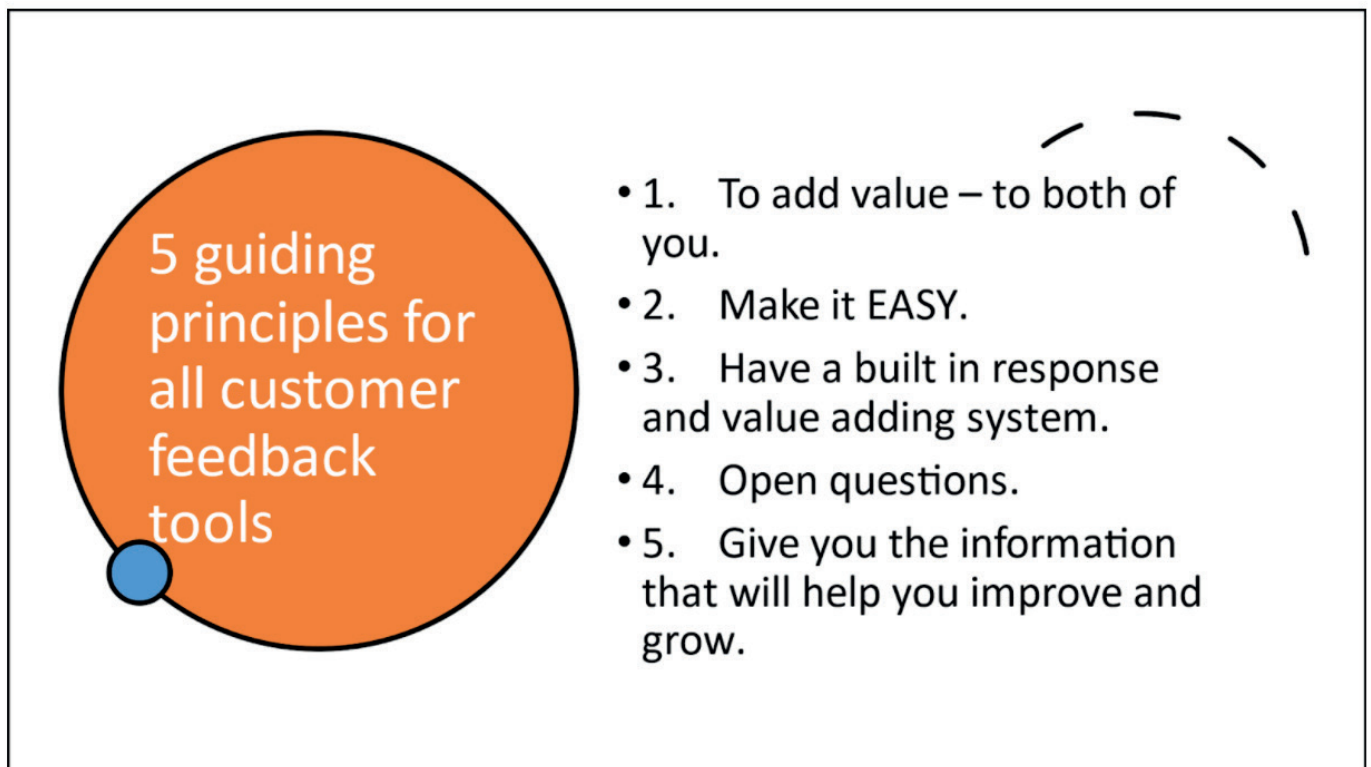 5 guiding
principles for
all customer
feedback
tools
• 1. To add value – to both of
you.
• 2. Make it EASY.
• 3. Have a built in response
and value adding system.
• 4. Open questions.
• 5. Give you the information
that will help you improve and
grow.